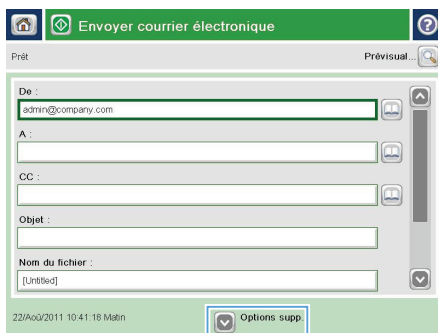 Envoyer courrier électronique
Prêt
Prévisual...
De :
admin@company.com
A :
CC :
Objet :
Nom du fichier :
[Untitled]
22/Aoû/2011 10:41:18 Matin
Options supp.